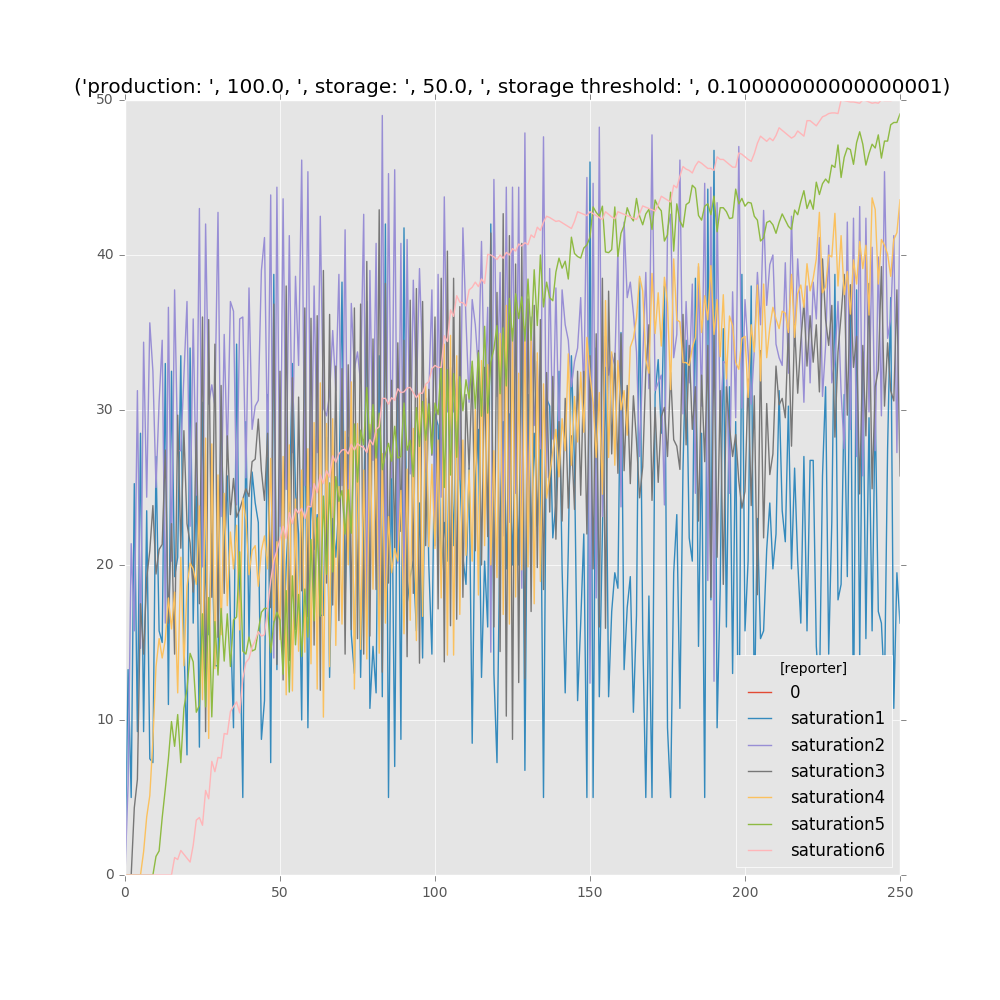 ('production: ', 100.0, ', storage: ', 50.0, ', storage threshold: ', 0.10000000000000001)
50
40
30
20
10
0
[reporter]
0
saturation1
saturation2
saturation3
saturation4
saturation5
saturation6
0 50 100 150 200 250